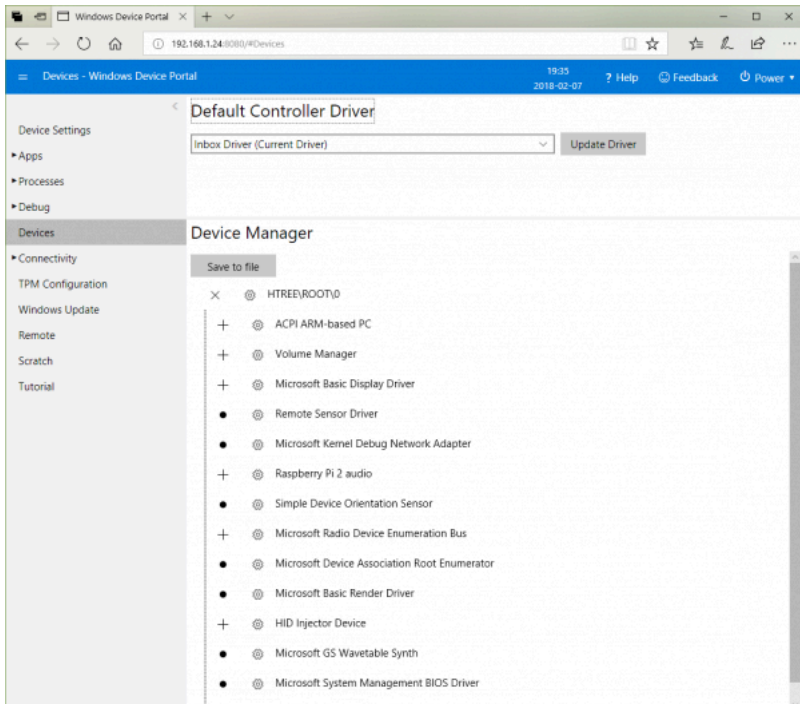 Windows Device Portal
192.168.1.24:8080/#Devices
Devices - Windows Device Portal
19:35
2018-02-07
? Help
Feedback
Power
Device Settings
Apps
Processes
Debug
Devices
Connectivity
TPM Configuration
Windows Update
Remote
Scratch
Tutorial
Default Controller Driver
Inbox Driver (Current Driver)
Update Driver
Device Manager
Save to file
HTREE\ROOT\0
ACPI ARM-based PC
Volume Manager
Microsoft Basic Display Driver
Remote Sensor Driver
Microsoft Kernel Debug Network Adapter
Raspberry Pi 2 audio
Simple Device Orientation Sensor
Microsoft Radio Device Enumeration Bus
Microsoft Device Association Root Enumerator
Microsoft Basic Render Driver
HID Injector Device
Microsoft GS Wavetable Synth
Microsoft System Management BIOS Driver